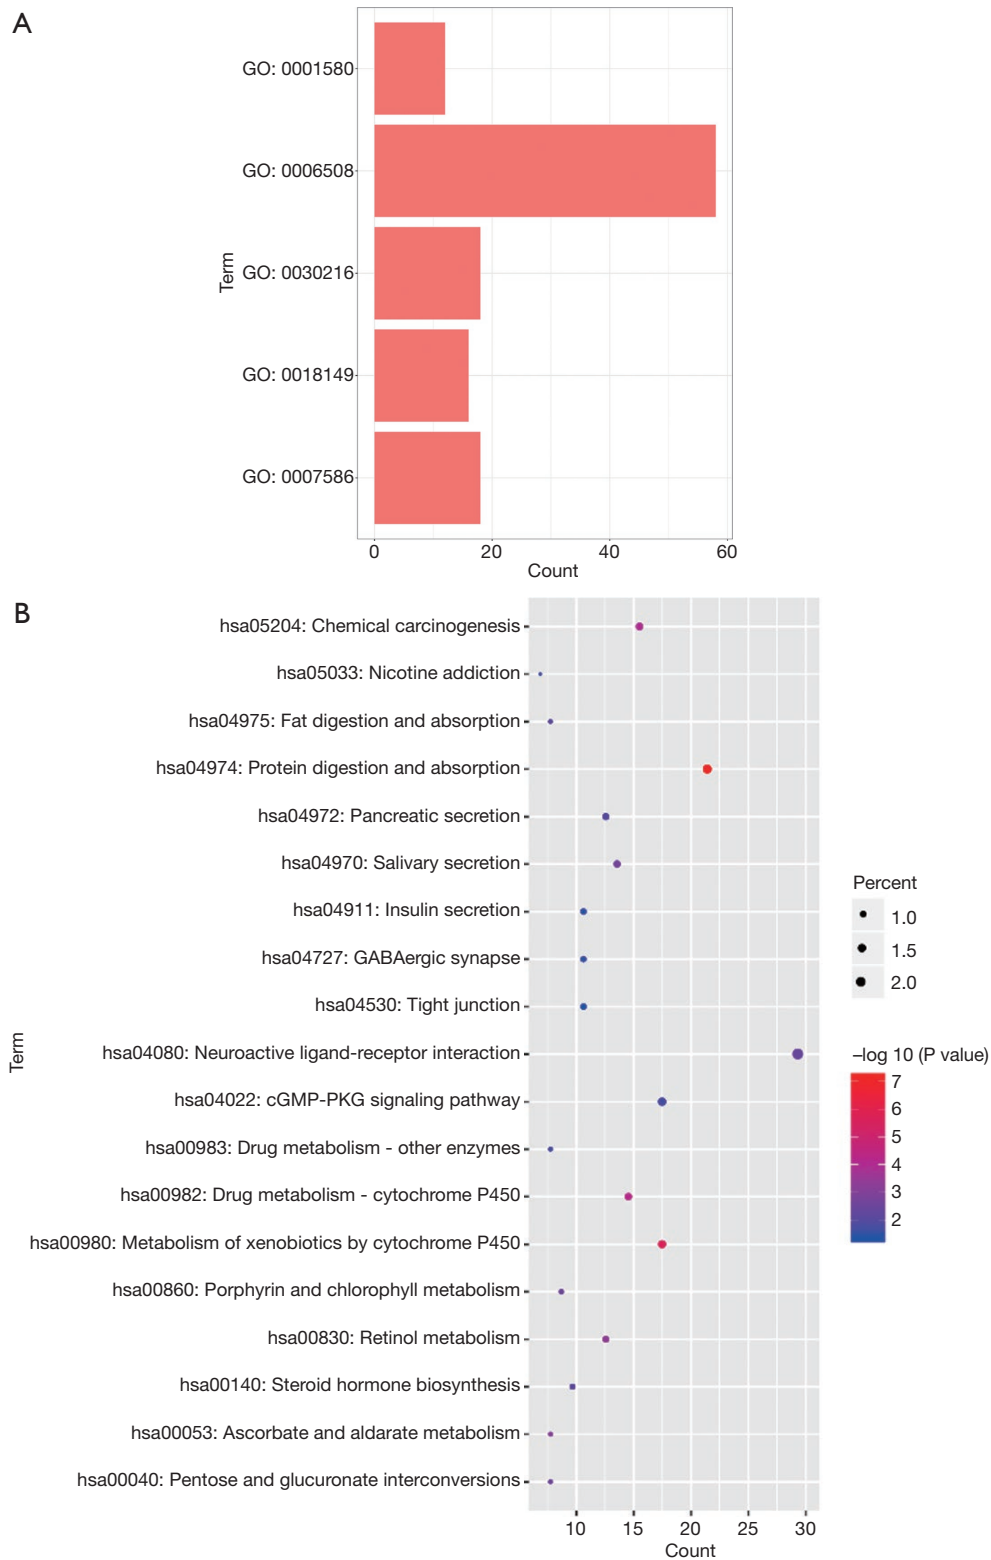 A
GO: 0001580
GO: 0006508
GO: 0030216
GO: 0018149
GO: 0007586
Term
0 20 40 60
Count
B
hsa05204: Chemical carcinogenesis
hsa05033: Nicotine addiction
hsa04975: Fat digestion and absorption
hsa04974: Protein digestion and absorption
hsa04972: Pancreatic secretion
hsa04970: Salivary secretion
hsa04911: Insulin secretion
hsa04727: GABAergic synapse
hsa04530: Tight junction
hsa04080: Neuroactive ligand-receptor interaction
hsa04022: cGMP-PKG signaling pathway
hsa00983: Drug metabolism - other enzymes
hsa00982: Drug metabolism - cytochrome P450
hsa00980: Metabolism of xenobiotics by cytochrome P450
hsa00860: Porphyrin and chlorophyll metabolism
hsa00830: Retinol metabolism
hsa00140: Steroid hormone biosynthesis
hsa00053: Ascorbate and aldarate metabolism
hsa00040: Pentose and glucuronate interconversions
Term
10 15 20 25 30
Count
Percent
1.0
1.5
2.0
–log 10 (P value)
7
6
5
4
3
2